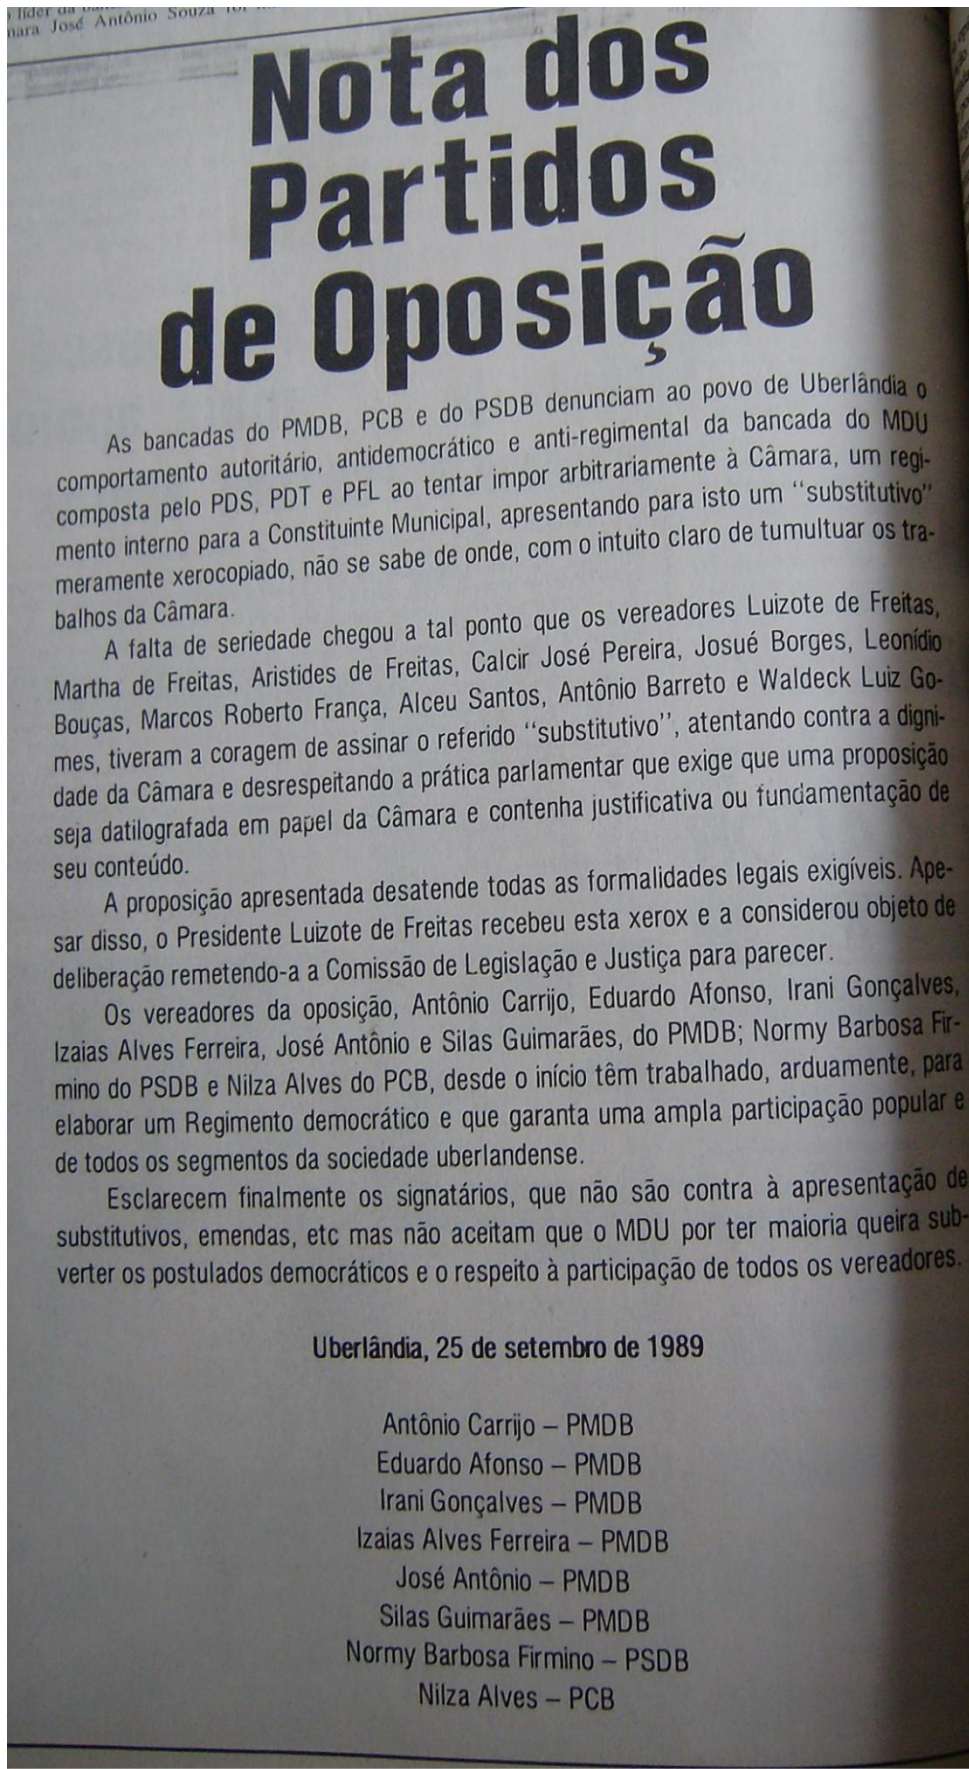 líder da
mara José Antônio Souza
Nota dos
Partidos
de Oposição
As bancadas do PMDB, PCB e do PSDB denunciam ao povo de Uberlândia o
comportamento autoritário, antidemocrático e anti-regimental da bancada do MDU
composta pelo PDS, PDT e PFL ao tentar impor arbitrariamente à Câmara, um regi-
mento interno para a Constituinte Municipal, apresentando para isto um "substitutivo"
meramente xerocopiado, não se sabe de onde, com o intuito claro de tumultuar os tra-
balhos da Câmara.
A falta de seriedade chegou a tal ponto que os vereadores Luizote de Freitas,
Martha de Freitas, Aristides de Freitas, Calcir José Pereira, Josué Borges, Leonídio
Bouças, Marcos Roberto França, Alceu Santos, Antônio Barreto e Waldeck Luiz Go-
mes, tiveram a coragem de assinar o referido "substitutivo", atentando contra a digni-
dade da Câmara e desrespeitando a prática parlamentar que exige que uma proposição
seja datilografada em papel da Câmara e contenha justificativa ou fundamentação de
seu conteúdo.
A proposição apresentada desatende todas as formalidades legais exigíveis. Ape-
sar disso, o Presidente Luizote de Freitas recebeu esta xerox e a considerou objeto de
deliberação remetendo-a a Comissão de Legislação e Justiça para parecer.
Os vereadores da oposição, Antônio Carrijo, Eduardo Afonso, Irani Gonçalves,
Izaias Alves Ferreira, José Antônio e Silas Guimarães, do PMDB; Normy Barbosa Fir-
mino do PSDB e Nilza Alves do PCB, desde o início têm trabalhado, arduamente, para
elaborar um Regimento democrático e que garanta uma ampla participação popular e
de todos os segmentos da sociedade uberlandense.
Esclarecem finalmente os signatários, que não são contra à apresentação de
substitutivos, emendas, etc mas não aceitam que o MDU por ter maioria queira sub-
verter os postulados democráticos e o respeito à participação de todos os vereadores.
Uberlândia, 25 de setembro de 1989
Antônio Carrijo – PMDB
Eduardo Afonso – PMDB
Irani Gonçalves – PMDB
Izaias Alves Ferreira – PMDB
José Antônio – PMDB
Silas Guimarães – PMDB
Normy Barbosa Firmino – PSDB
Nilza Alves – PCB